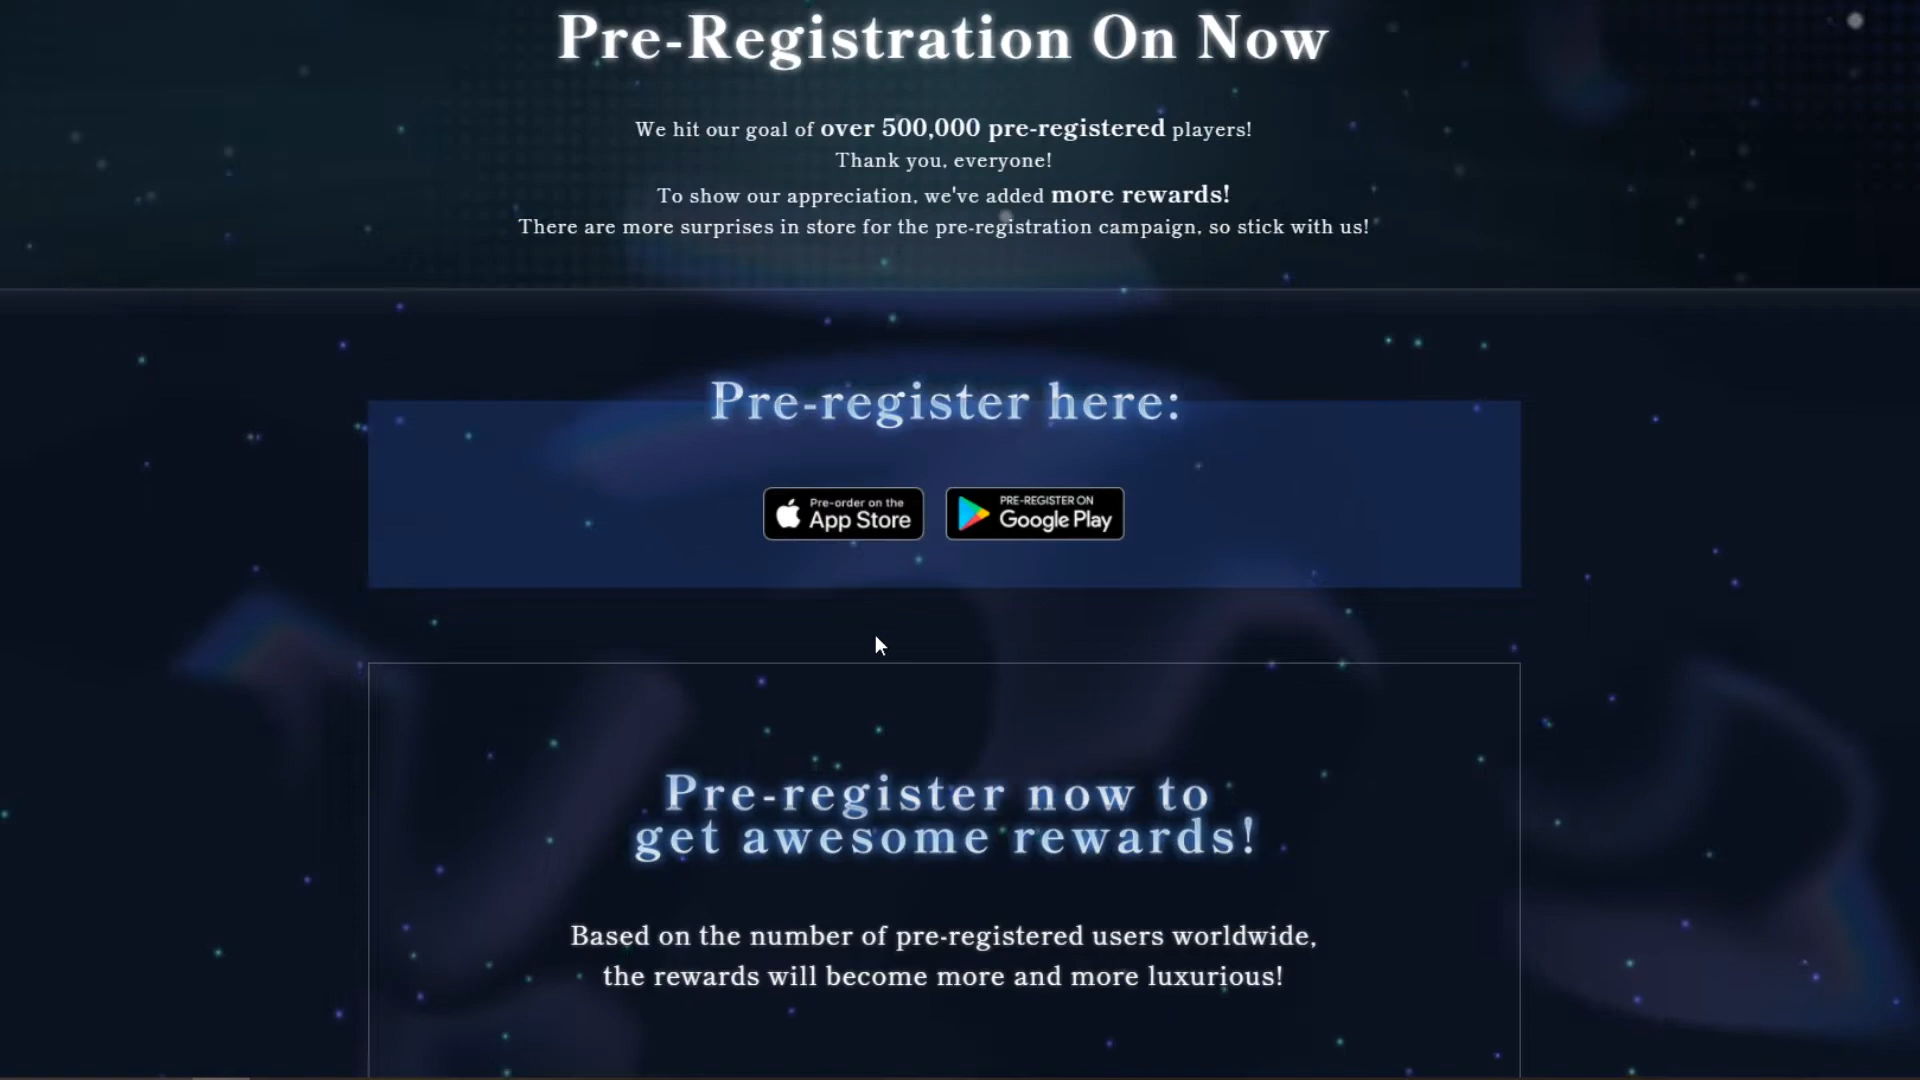 Pre-Registration On Now
We hit our goal of over 500,000 pre-registered players!
Thank you, everyone!
To show our appreciation, we've added more rewards!
There are more surprises in store for the pre-registration campaign, so stick with us!
Pre-register here:
Pre-order on the
App Store
PRE-REGISTER ON
Google Play
Pre-register now to
get awesome rewards!
Based on the number of pre-registered users worldwide,
the rewards will become more and more luxurious!